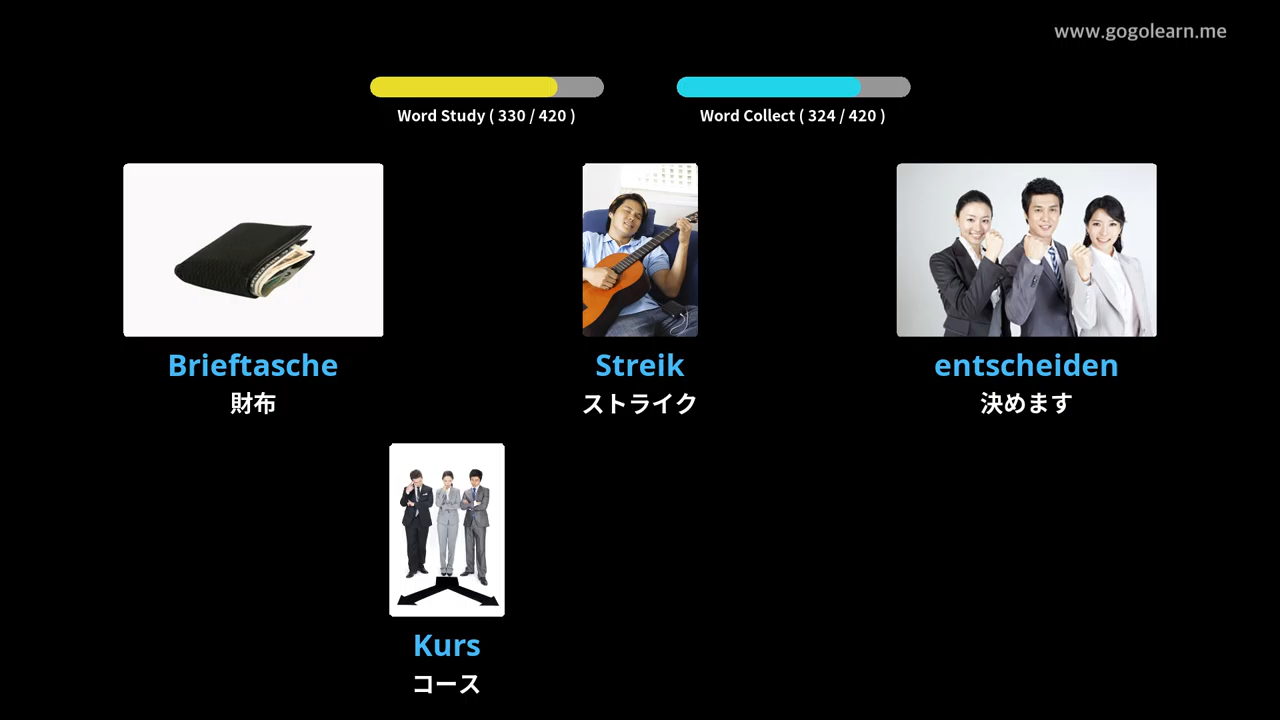 www.gogolearn.me
Word Study ( 330 / 420 )
Word Collect ( 324 / 420 )
Brieftasche
財布
Streik
ストライク
entscheiden
決めます
Kurs
コース